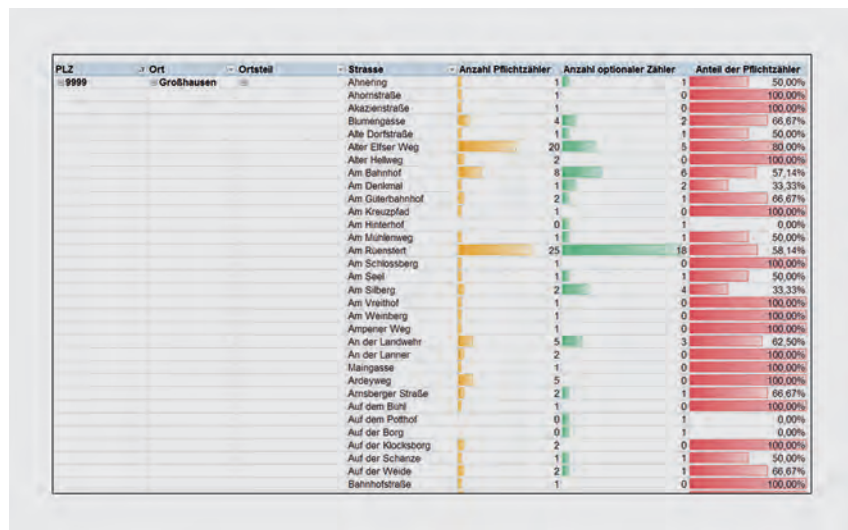 PLZ Ort Ortsteil Strasse Anzahl Pflichtzähler Anzahl optionaler Zähler Anteil der Pflichtzähler
9999 Großhausen Ahnering 1 1 50,00%
Ahornstraße 1 0 100,00%
Akazienstraße 1 0 100,00%
Blumengasse 4 2 66,67%
Alte Dorfstraße 1 1 50,00%
Alter Elfser Weg 20 5 80,00%
Alter Hellweg 2 0 100,00%
Am Bahnhof 8 6 57,14%
Am Denkmal 1 2 33,33%
Am Güterbahnhof 2 1 66,67%
Am Kreuzpfad 1 0 100,00%
Am Hinterhof 0 1 0,00%
Am Mühlenweg 1 1 50,00%
Am Rüenstert 25 18 58,14%
Am Schlossberg 1 0 100,00%
Am Seel 1 1 50,00%
Am Silberg 2 4 33,33%
Am Vreithof 1 0 100,00%
Am Weinberg 1 0 100,00%
Ampener Weg 1 0 100,00%
An der Landwehr 5 3 62,50%
An der Lanner 2 0 100,00%
Maingasse 1 0 100,00%
Ardeyweg 5 0 100,00%
Arnsberger Straße 2 1 66,67%
Auf dem Bühl 1 0 100,00%
Auf dem Potthof 0 1 0,00%
Auf der Borg 0 1 0,00%
Auf der Klocksborg 2 0 100,00%
Auf der Schanze 1 1 50,00%
Auf der Weide 2 1 66,67%
Bahnhofstraße 1 0 100,00%